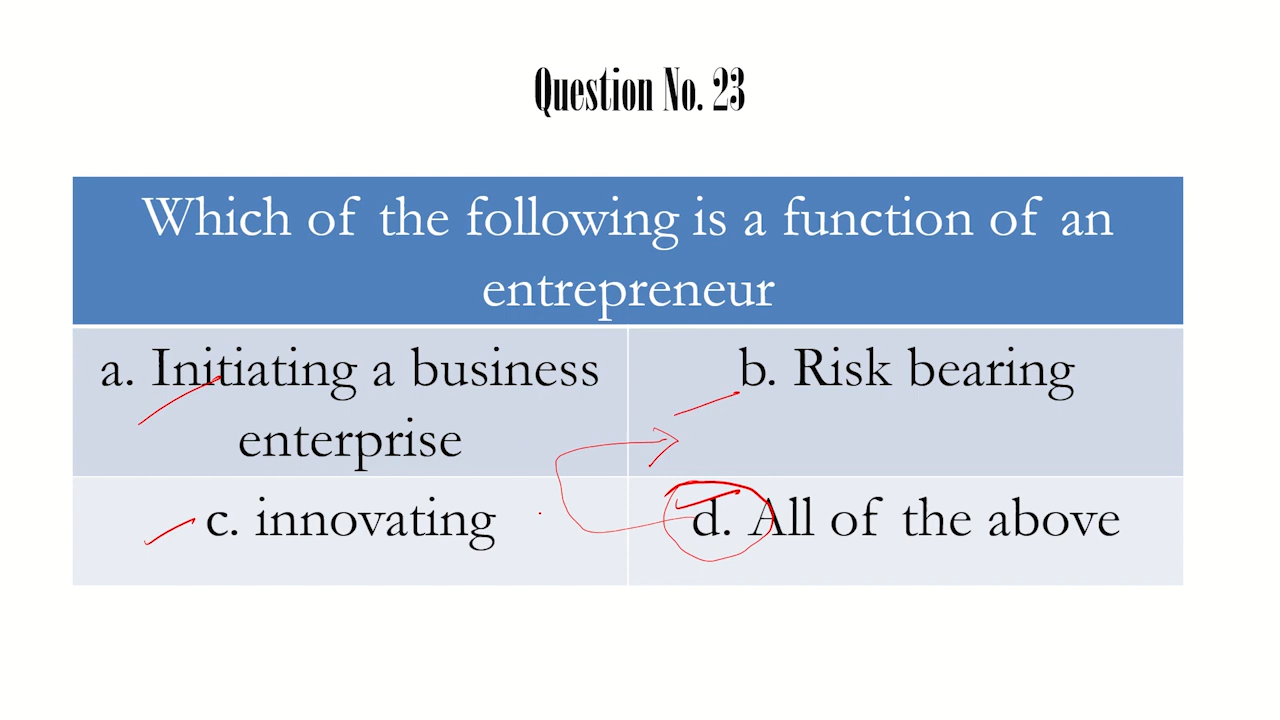 Question No. 23
Which of the following is a function of an
entrepreneur
a. Initiating a business
enterprise
b. Risk bearing
c. innovating
d. All of the above